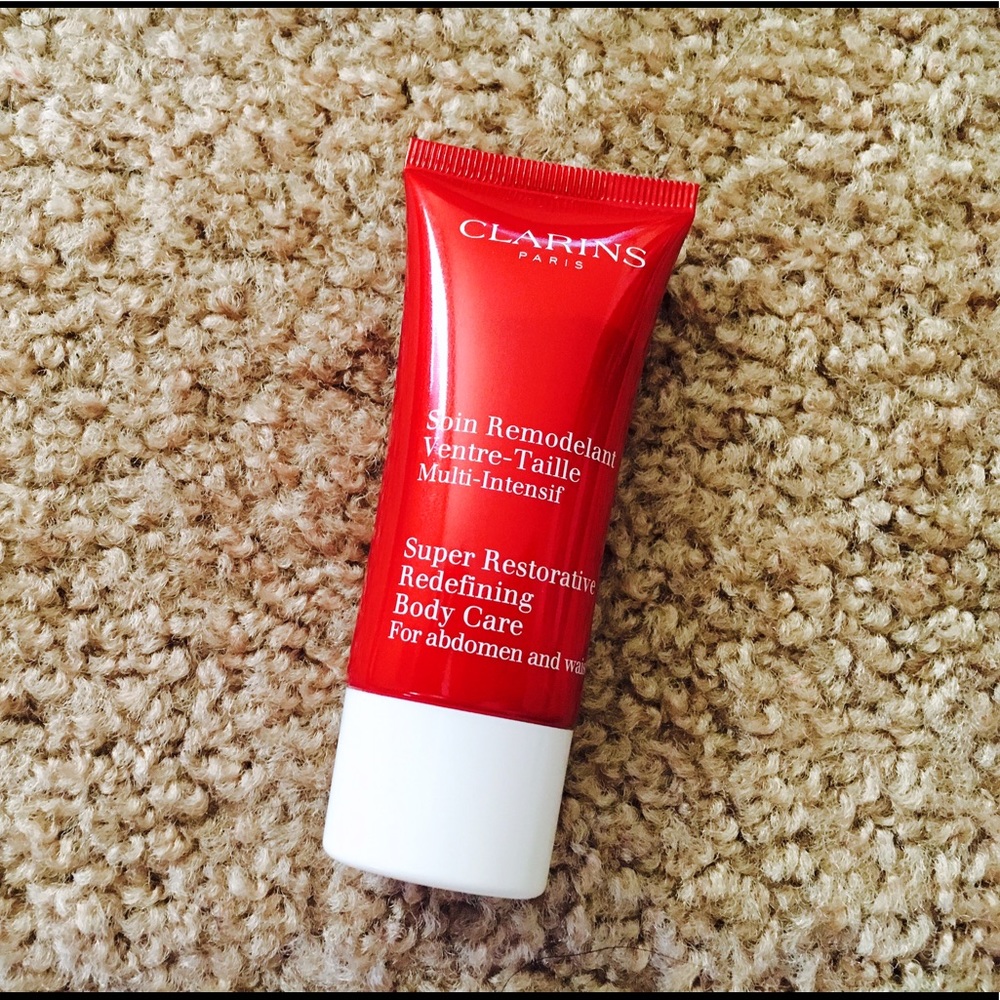 CLARINS
PARIS
Soin Remodelant
Ventre-Taille
Multi-Intensif
Super Restorative
Redefining
Body Care
For abdomen and